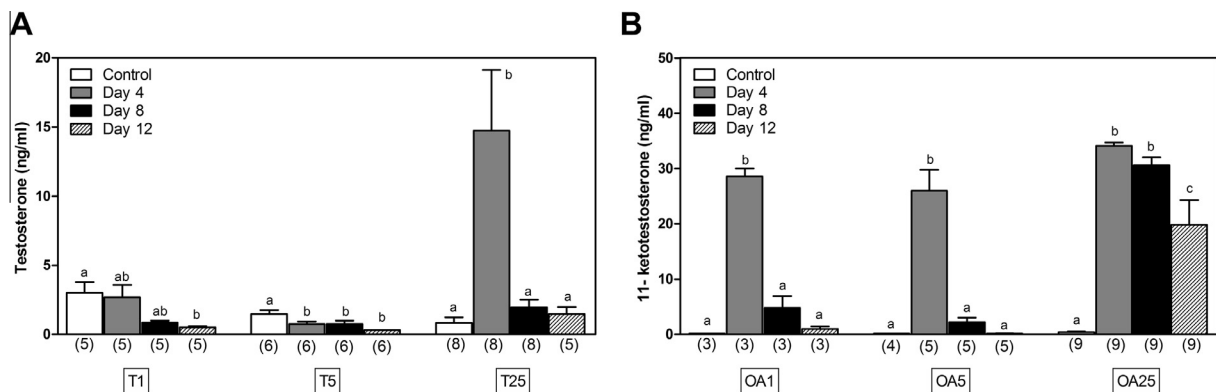 A
B
20
15
10
5
0
Testosterone (ng/ml)
Control
Day 4
Day 8
Day 12
a
ab
ab
b
a
b
b
b
a
b
a
a
(5)
(5)
(5)
(5)
(6)
(6)
(6)
(6)
(8)
(8)
(8)
(5)
T1
T5
T25
50
40
30
20
10
0
11- ketotestosterone (ng/ml)
Control
Day 4
Day 8
Day 12
a
b
a
a
a
b
a
a
a
b
b
c
(3)
(3)
(3)
(3)
(4)
(5)
(5)
(5)
(9)
(9)
(9)
(9)
OA1
OA5
OA25